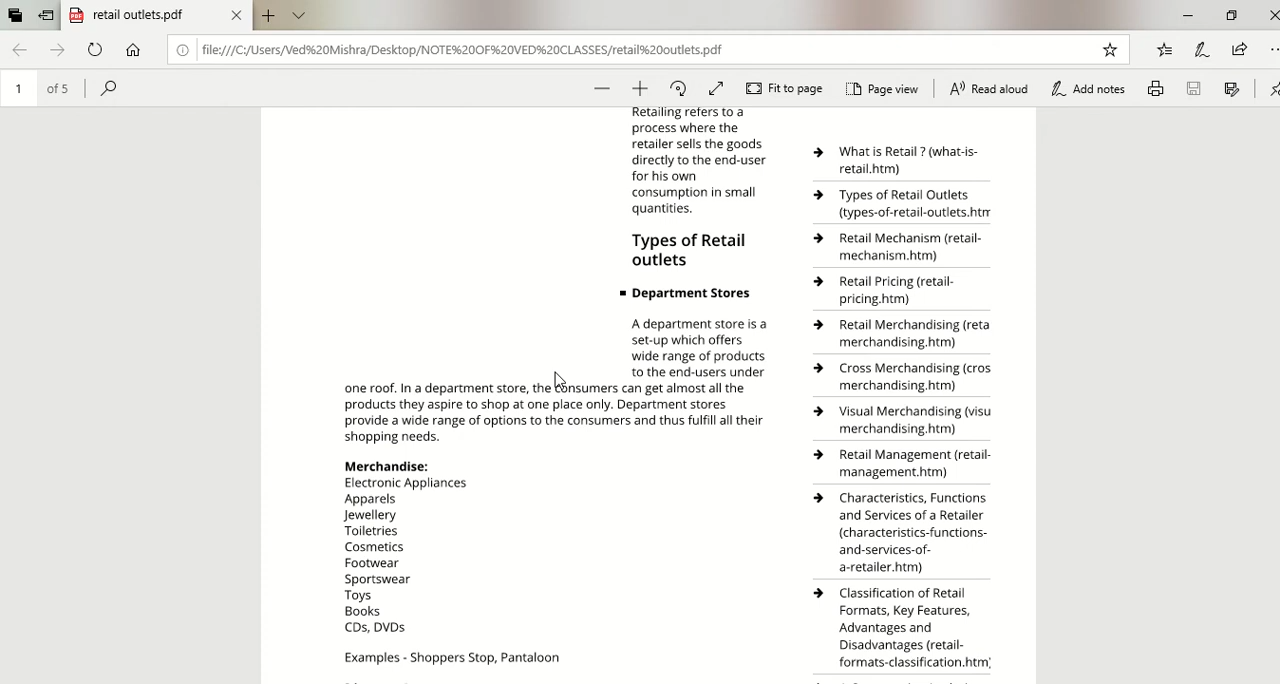 retail outlets.pdf
file:///C:/Users/Ved%20Mishra/Desktop/NOTE%20OF%20VED%20CLASSES/retail%20outlets.pdf
1 of 5 Fit to page Page view Read aloud Add notes
Retailing refers to a
process where the
retailer sells the goods
directly to the end-user
for his own
consumption in small
quantities.
Types of Retail
outlets
Department Stores
A department store is a
set-up which offers
wide range of products
to the end-users under
one roof. In a department store, the consumers can get almost all the
products they aspire to shop at one place only. Department stores
provide a wide range of options to the consumers and thus fulfill all their
shopping needs.
Merchandise:
Electronic Appliances
Apparels
Jewellery
Toiletries
Cosmetics
Footwear
Sportswear
Toys
Books
CDs, DVDs
Examples - Shoppers Stop, Pantaloon
What is Retail ? (what-is-
retail.htm)
Types of Retail Outlets
(types-of-retail-outlets.htm
Retail Mechanism (retail-
mechanism.htm)
Retail Pricing (retail-
pricing.htm)
Retail Merchandising (reta
merchandising.htm)
Cross Merchandising (cros
merchandising.htm)
Visual Merchandising (visu
merchandising.htm)
Retail Management (retail-
management.htm)
Characteristics, Functions
and Services of a Retailer
(characteristics-functions-
and-services-of-
a-retailer.htm)
Classification of Retail
Formats, Key Features,
Advantages and
Disadvantages (retail-
formats-classification.htm)